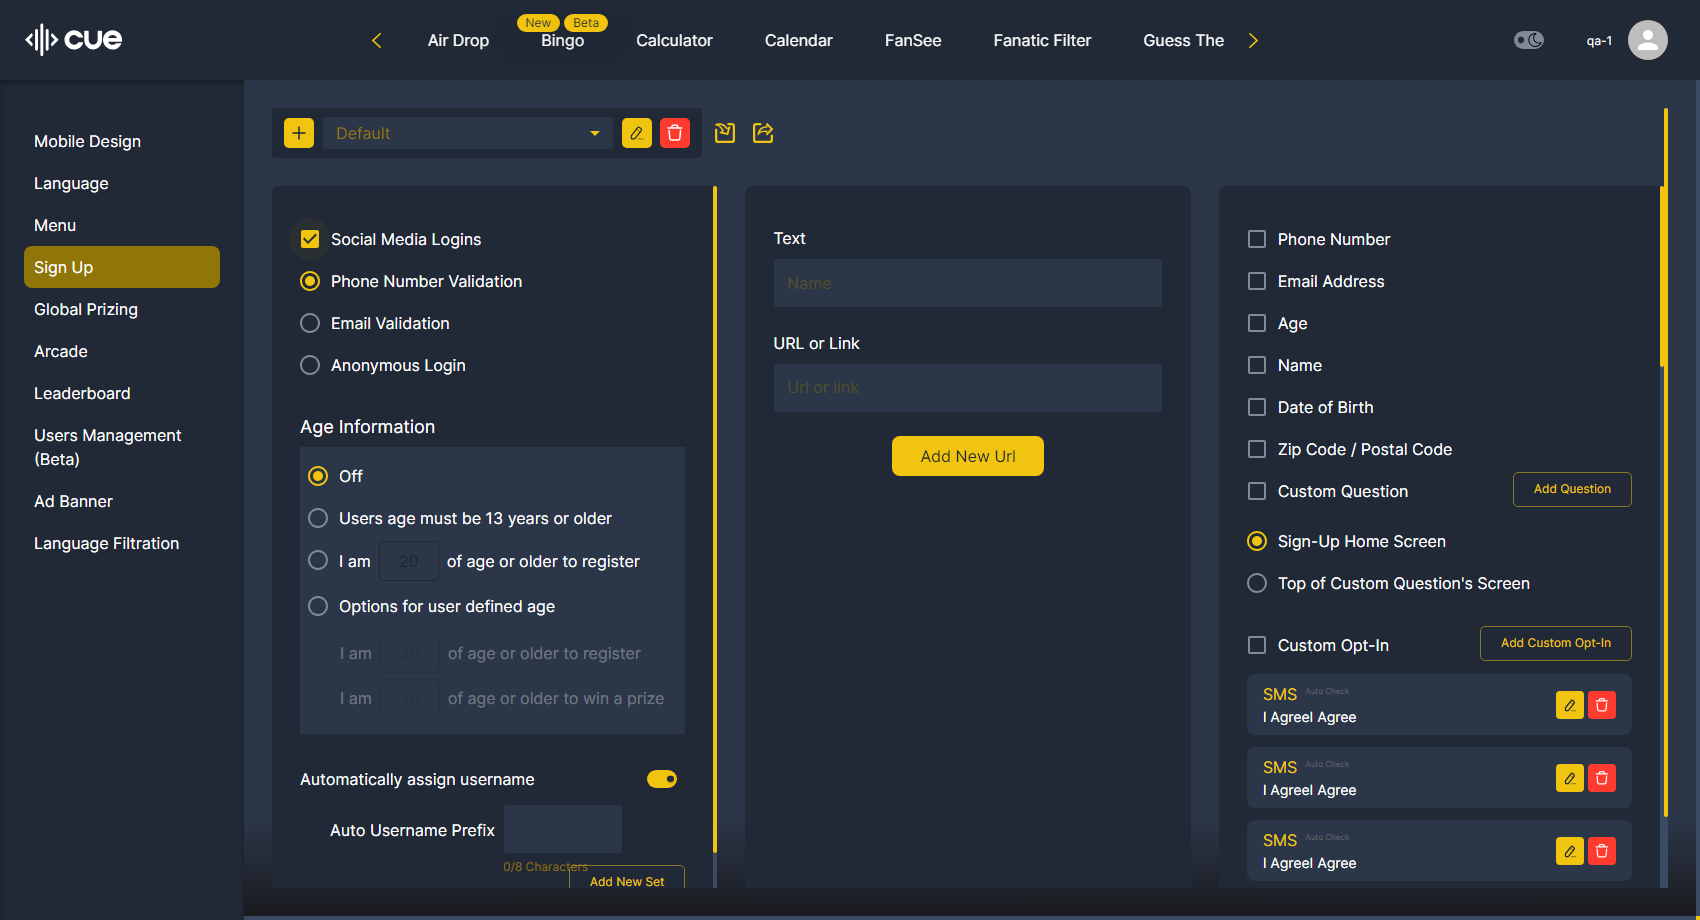 cue
Air Drop
New
Beta
Bingo
Calculator
Calendar
FanSee
Fanatic Filter
Guess The
qa-1
Mobile Design
Language
Menu
Sign Up
Global Prizing
Arcade
Leaderboard
Users Management
(Beta)
Ad Banner
Language Filtration
Default
Social Media Logins
Phone Number Validation
Email Validation
Anonymous Login
Age Information
Off
Users age must be 13 years or older
I am 20 of age or older to register
Options for user defined age
I am 20 of age or older to register
I am 30 of age or older to win a prize
Automatically assign username
Auto Username Prefix
0/8 Characters
Add New Set
Text
Name
URL or Link
Url or link
Add New Url
Phone Number
Email Address
Age
Name
Date of Birth
Zip Code / Postal Code
Custom Question
Add Question
Sign-Up Home Screen
Top of Custom Question's Screen
Custom Opt-In
Add Custom Opt-In
SMS Auto Check
I AgreeI Agree
SMS Auto Check
I AgreeI Agree
SMS Auto Check
I AgreeI Agree